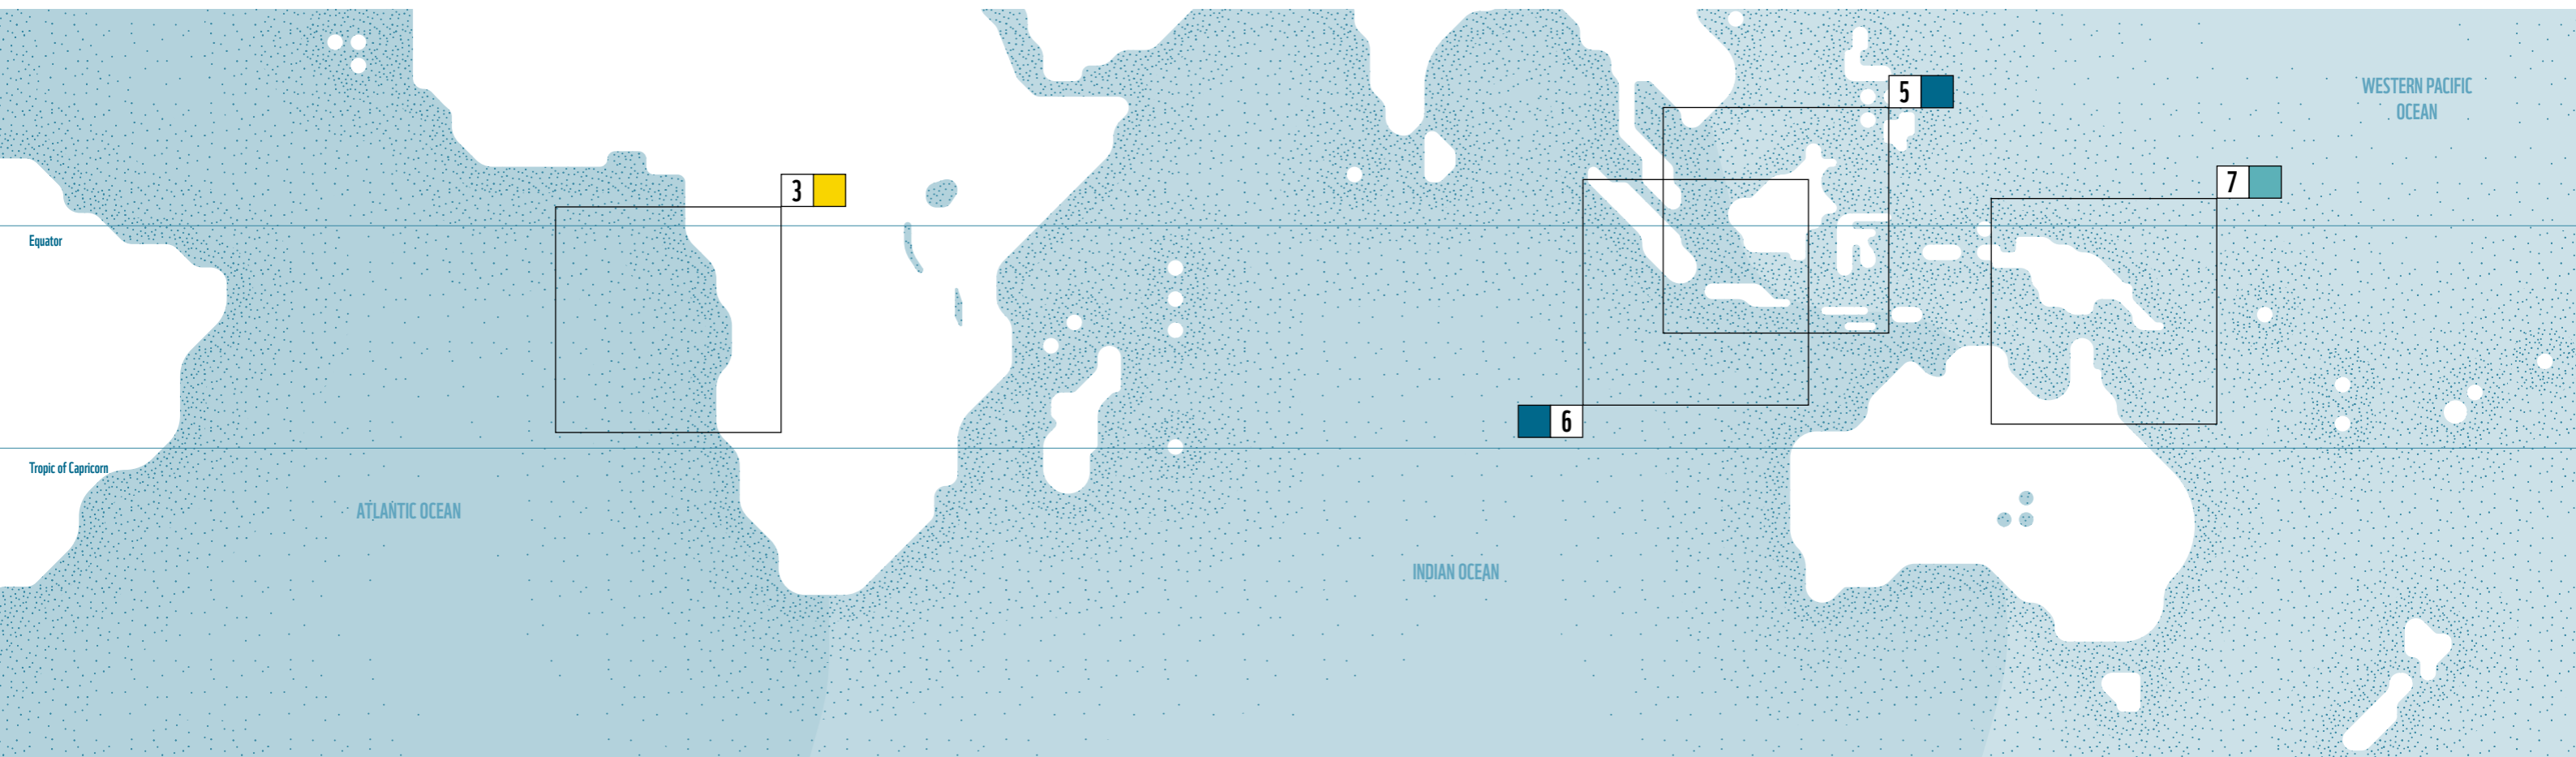 5
WESTERN PACIFIC
OCEAN
3
7
Equator
6
Tropic of Capricorn
ATLANTIC OCEAN
INDIAN OCEAN